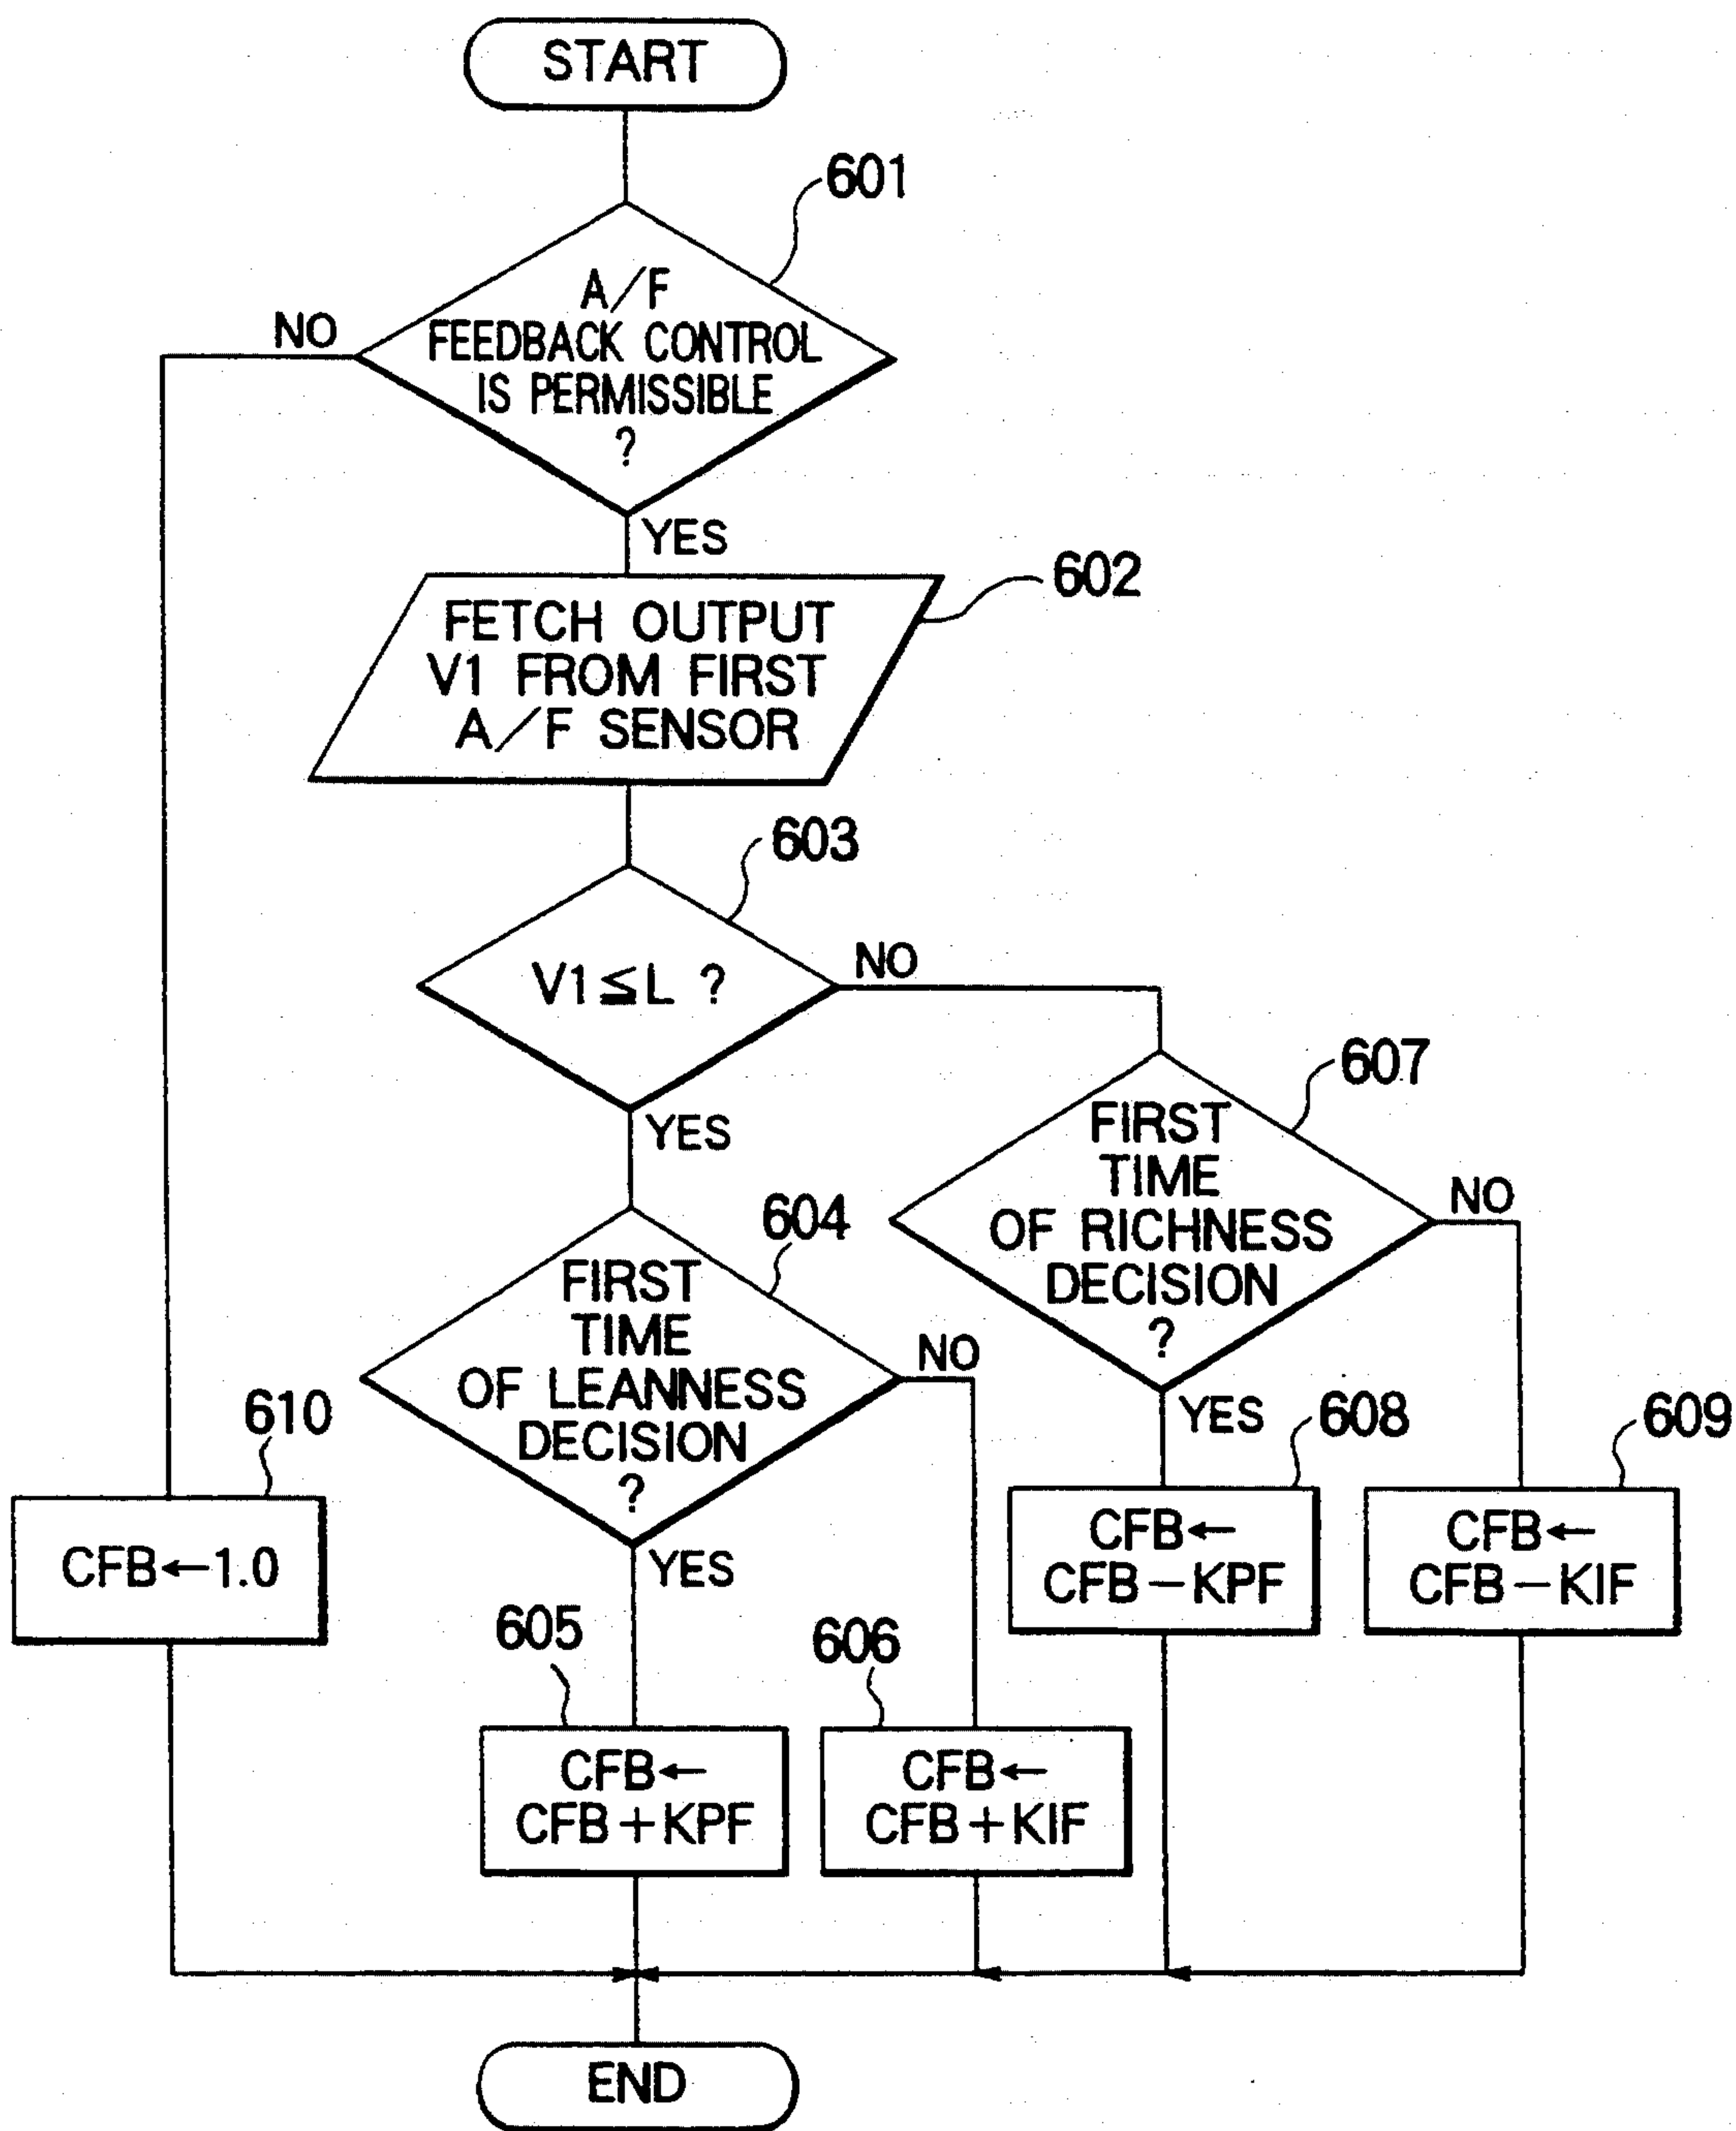 START
601
A/F
FEEDBACK CONTROL
IS PERMISSIBLE
?
NO
YES
602
FETCH OUTPUT
V1 FROM FIRST
A/F SENSOR
603
V1≦L ?
NO
YES
607
FIRST
TIME
OF RICHNESS
DECISION
?
NO
YES
604
FIRST
TIME
OF LEANNESS
DECISION
?
NO
YES
610
CFB←1.0
608
CFB←
CFB−KPF
609
CFB←
CFB−KIF
605
CFB←
CFB+KPF
606
CFB←
CFB+KIF
END